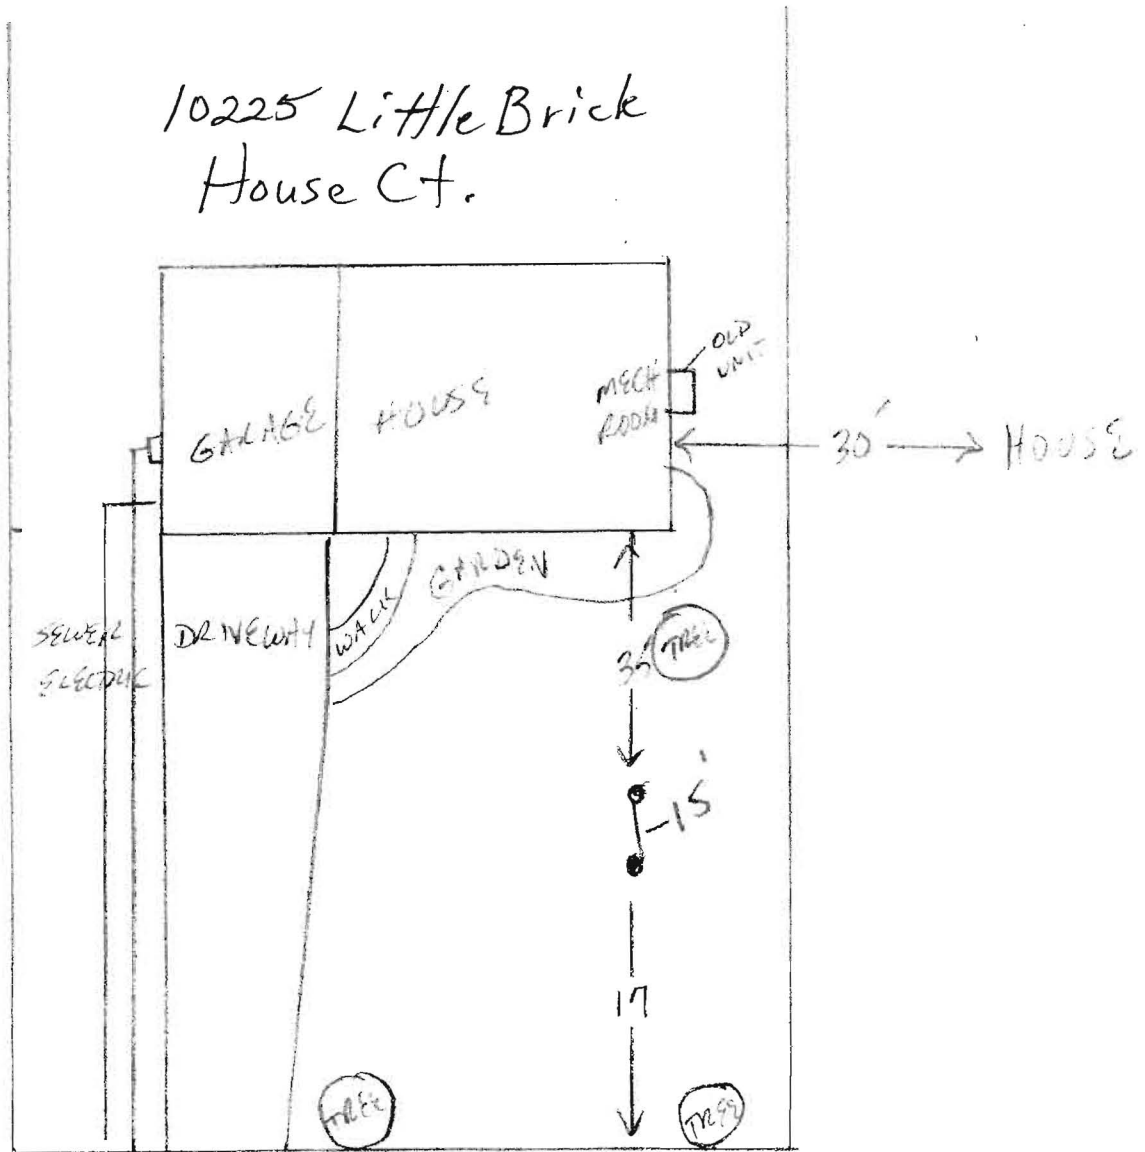 10225 Little Brick
House Ct.
OLD
UNIT
MECH
ROOM
GARAGE
HOUSE
30'
HOUSE
GARDEN
WALK
DRIVEWAY
SEWER
ELECTRIC
TREE
15'
17
TREE
TREE